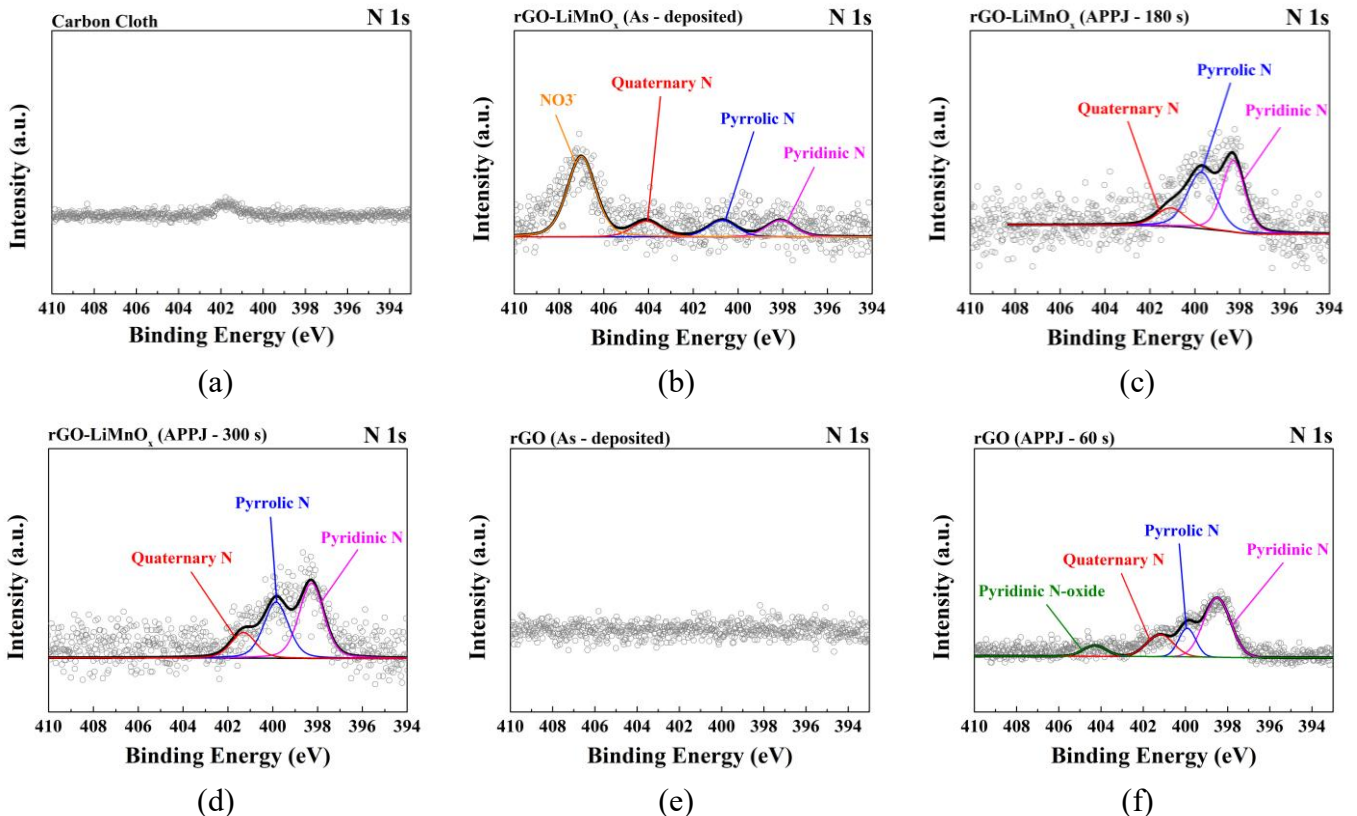 Carbon Cloth N 1s
Intensity (a.u.)
410 408 406 404 402 400 398 396 394
Binding Energy (eV)
(a)
rGO-LiMnOₓ (As - deposited) N 1s
NO3⁻
Quaternary N
Pyrrolic N
Pyridinic N
Intensity (a.u.)
410 408 406 404 402 400 398 396 394
Binding Energy (eV)
(b)
rGO-LiMnOₓ (APPJ - 180 s) N 1s
Pyrrolic N
Quaternary N
Pyridinic N
Intensity (a.u.)
410 408 406 404 402 400 398 396 394
Binding Energy (eV)
(c)
rGO-LiMnOₓ (APPJ - 300 s) N 1s
Pyrrolic N
Quaternary N
Pyridinic N
Intensity (a.u.)
410 408 406 404 402 400 398 396 394
Binding Energy (eV)
(d)
rGO (As - deposited) N 1s
Intensity (a.u.)
410 408 406 404 402 400 398 396 394
Binding Energy (eV)
(e)
rGO (APPJ - 60 s) N 1s
Pyrrolic N
Quaternary N
Pyridinic N
Pyridinic N-oxide
Intensity (a.u.)
410 408 406 404 402 400 398 396 394
Binding Energy (eV)
(f)